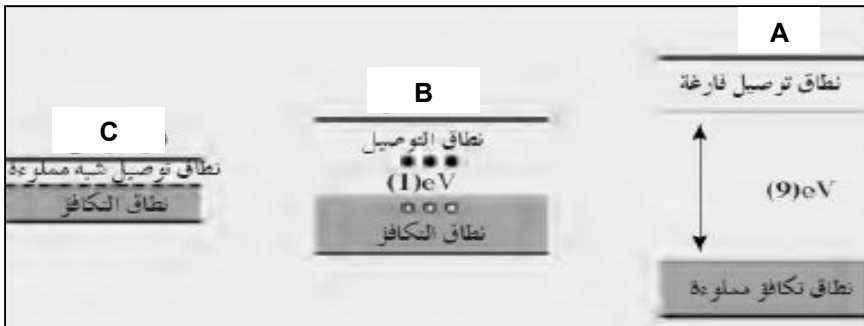 A
نطاق توصيل فارغة
(9)eV
نطاق تكافؤ مملوءة
B
نطاق التوصيل
(1)eV
نطاق التكافؤ
C
نطاق توصيل شبه مملوءة
نطاق التكافؤ